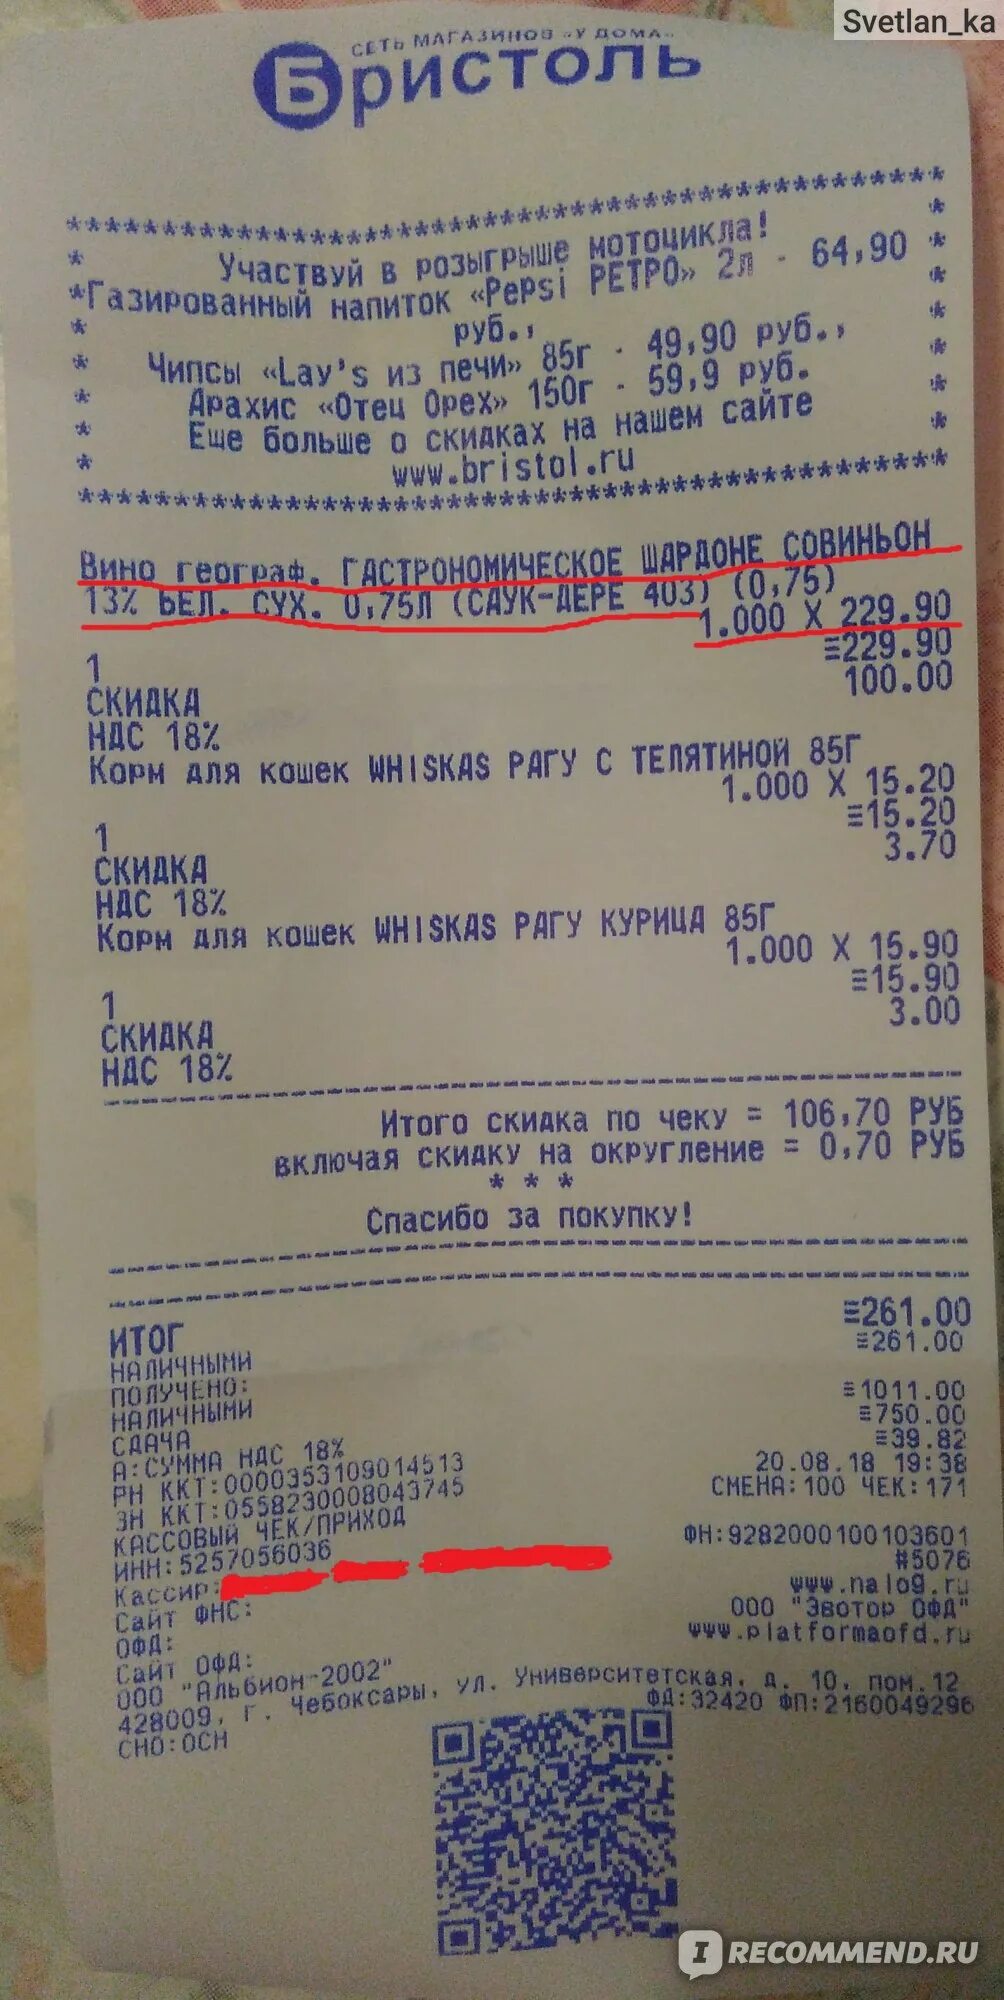 Svetlan_ka
СЕТЬ МАГАЗИНОВ «У ДОМА»
Бристоль
****************************************
* Участвуй в розыгрыше мотоцикла! *
*Газированный напиток «Pepsi РЕТРО» 2л - 64,90 *
* руб., *
* Чипсы «Lay's из печи» 85г - 49,90 руб., *
* Арахис «Отец Орех» 150г - 59,9 руб. *
* Еще больше о скидках на нашем сайте *
* www.bristol.ru *
****************************************
Вино географ. ГАСТРОНОМИЧЕСКОЕ ШАРДОНЕ СОВИНЬОН
13% БЕЛ. СУХ. 0,75Л (САУК-ДЕРЕ 403) (0,75)
1.000 X 229.90
1 ≡229.90
СКИДКА 100.00
НДС 18%
Корм для кошек WHISKAS РАГУ С ТЕЛЯТИНОЙ 85Г
1.000 X 15.20
1 ≡15.20
СКИДКА 3.70
НДС 18%
Корм для кошек WHISKAS РАГУ КУРИЦА 85Г
1.000 X 15.90
1 ≡15.90
СКИДКА 3.00
НДС 18%
Итого скидка по чеку = 106,70 РУБ
включая скидку на округление = 0,70 РУБ
* * *
Спасибо за покупку!
ИТОГ ≡261.00
НАЛИЧНЫМИ ≡261.00
ПОЛУЧЕНО:
НАЛИЧНЫМИ ≡1011.00
СДАЧА ≡750.00
А:СУММА НДС 18% ≡39.82
РН ККТ:0000353109014513 20.08.18 19:38
ЗН ККТ:0558230008043745 СМЕНА:100 ЧЕК:171
КАССОВЫЙ ЧЕК/ПРИХОД
ИНН:5257056036 ФН:9282000100103601
Кассир: #5076
Сайт ФНС: www.nalog.ru
ОФД: ООО "Эвотор ОФД"
Сайт ОФД: www.platformaofd.ru
ООО "Альбион-2002"
428009, г. Чебоксары, ул. Университетская, д. 10, пом.12
СНО:ОСН ФД:32420 ФП:2160049296
I RECOMMEND.RU